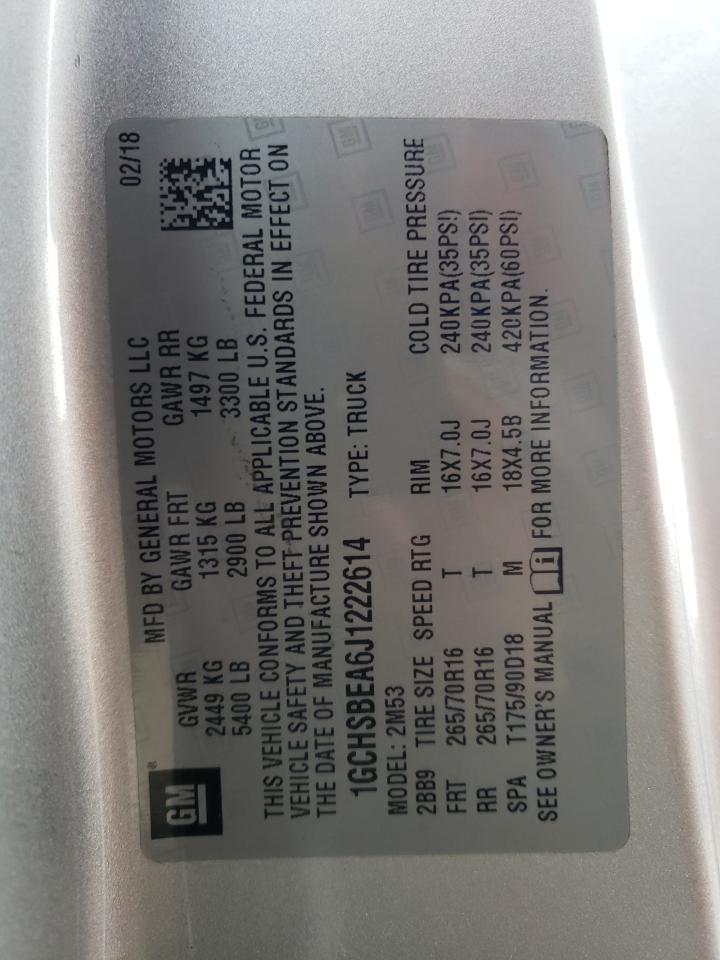 GM® MFD BY GENERAL MOTORS LLC 02/18
GVWR GAWR FRT GAWR RR
2449 KG 1315 KG 1497 KG
5400 LB 2900 LB 3300 LB
THIS VEHICLE CONFORMS TO ALL APPLICABLE U.S. FEDERAL MOTOR
VEHICLE SAFETY AND THEFT PREVENTION STANDARDS IN EFFECT ON
THE DATE OF MANUFACTURE SHOWN ABOVE.
1GCHSBEA6J1222614 TYPE: TRUCK
MODEL: 2M53
2BB9 TIRE SIZE SPEED RTG RIM COLD TIRE PRESSURE
FRT 265/70R16 T 16X7.0J 240KPA(35PSI)
RR 265/70R16 T 16X7.0J 240KPA(35PSI)
SPA T175/90D18 M 18X4.5B 420KPA(60PSI)
SEE OWNER'S MANUAL FOR MORE INFORMATION.